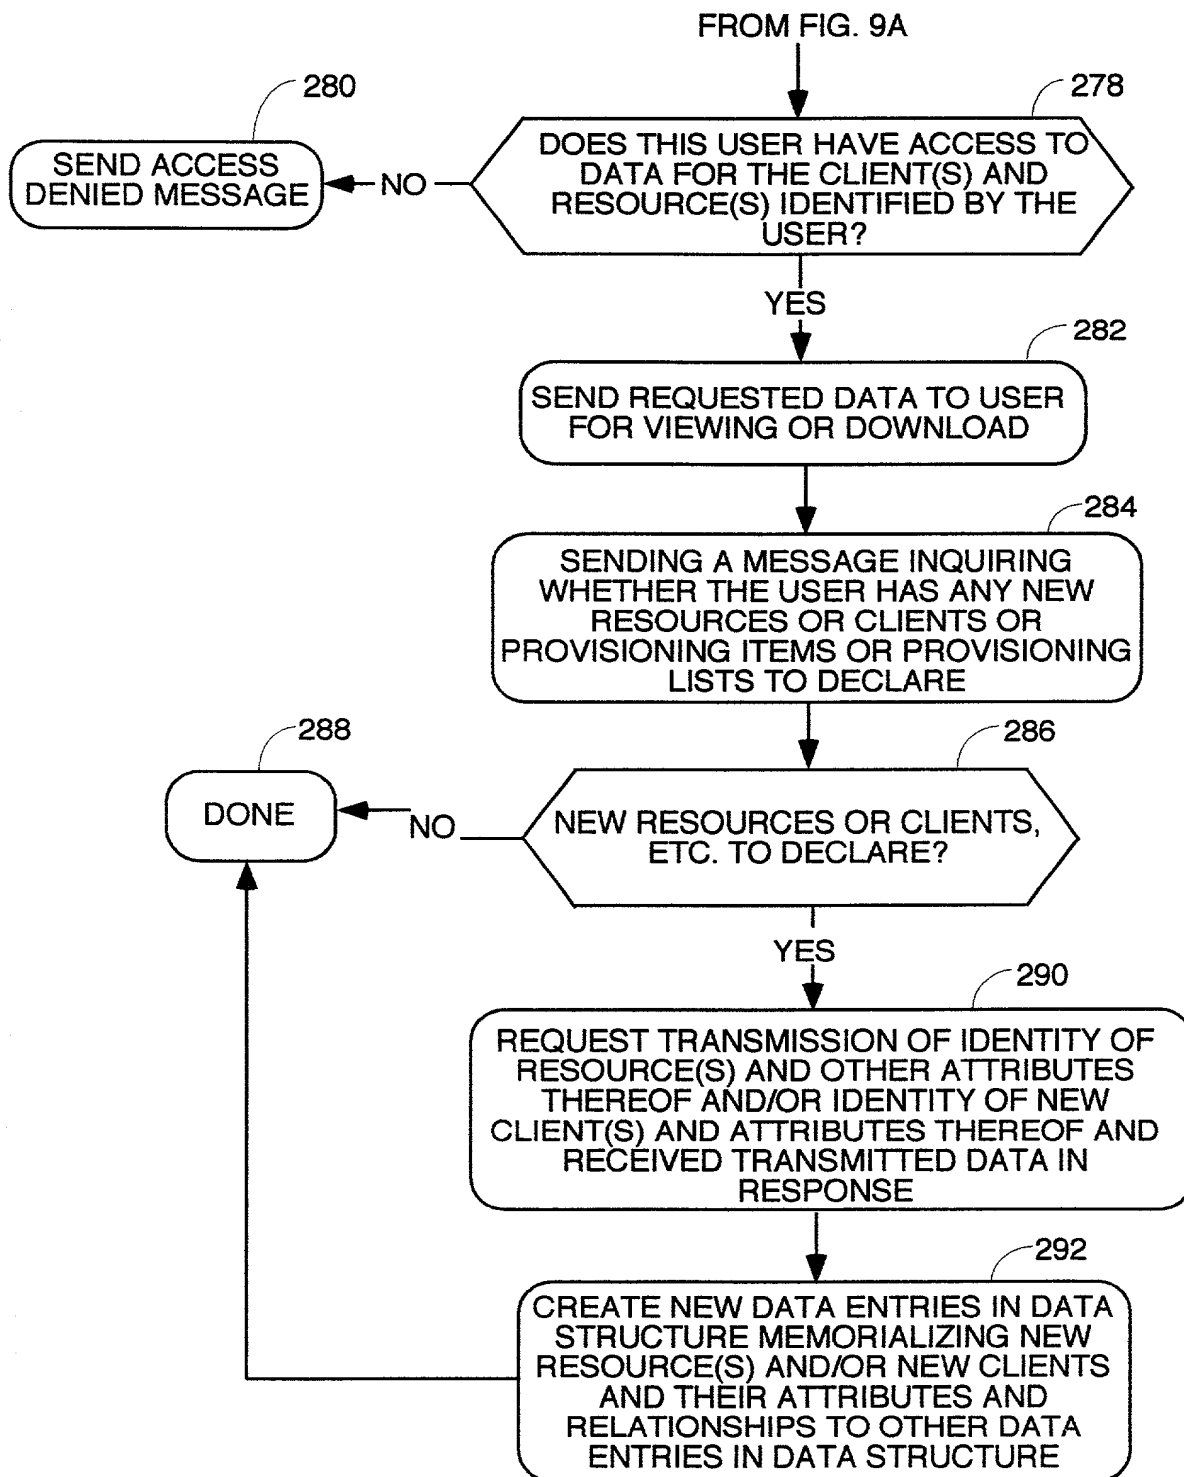 FROM FIG. 9A
280
278
SEND ACCESS
DENIED MESSAGE
NO
DOES THIS USER HAVE ACCESS TO
DATA FOR THE CLIENT(S) AND
RESOURCE(S) IDENTIFIED BY THE
USER?
YES
282
SEND REQUESTED DATA TO USER
FOR VIEWING OR DOWNLOAD
284
SENDING A MESSAGE INQUIRING
WHETHER THE USER HAS ANY NEW
RESOURCES OR CLIENTS OR
PROVISIONING ITEMS OR PROVISIONING
LISTS TO DECLARE
288
286
DONE
NO
NEW RESOURCES OR CLIENTS,
ETC. TO DECLARE?
YES
290
REQUEST TRANSMISSION OF IDENTITY OF
RESOURCE(S) AND OTHER ATTRIBUTES
THEREOF AND/OR IDENTITY OF NEW
CLIENT(S) AND ATTRIBUTES THEREOF AND
RECEIVED TRANSMITTED DATA IN
RESPONSE
292
CREATE NEW DATA ENTRIES IN DATA
STRUCTURE MEMORIALIZING NEW
RESOURCE(S) AND/OR NEW CLIENTS
AND THEIR ATTRIBUTES AND
RELATIONSHIPS TO OTHER DATA
ENTRIES IN DATA STRUCTURE